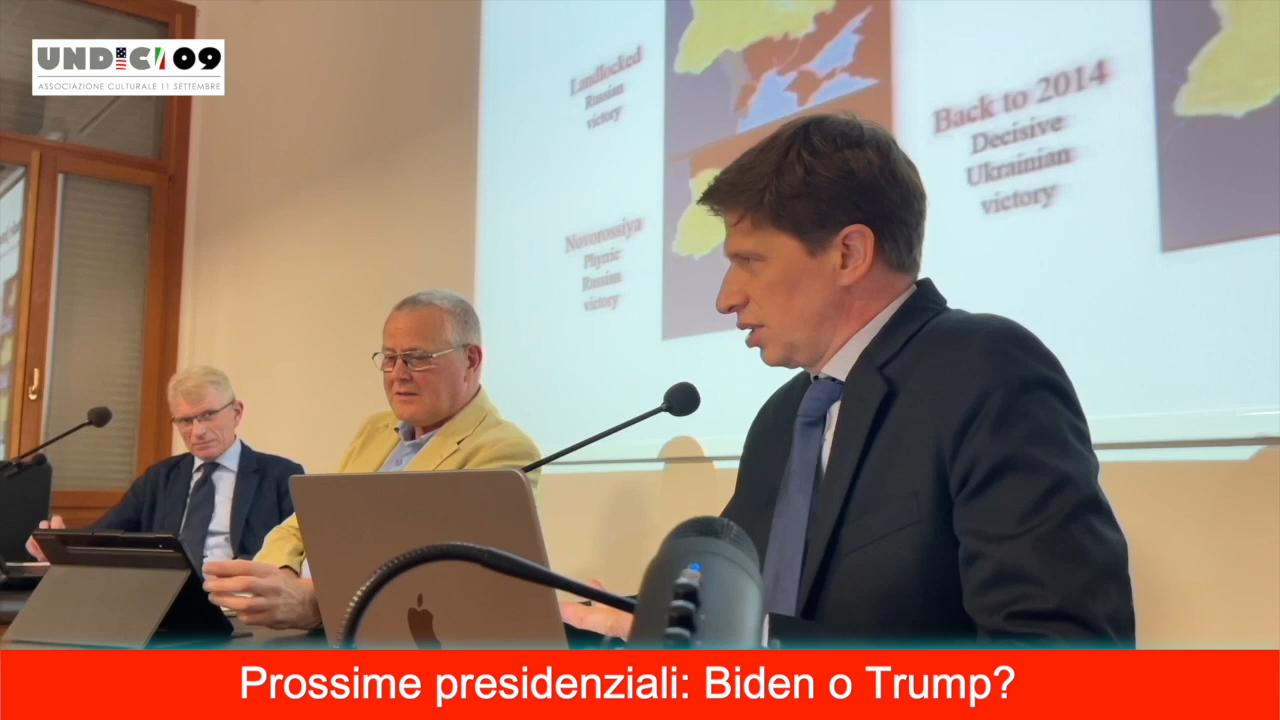 UNDICI09
ASSOCIAZIONE CULTURALE 11 SETTEMBRE
Landlocked
Russian
victory
Back to 2014
Decisive
Ukrainian
victory
Novorossiya
Phyrric
Russian
victory
Prossime presidenziali: Biden o Trump?